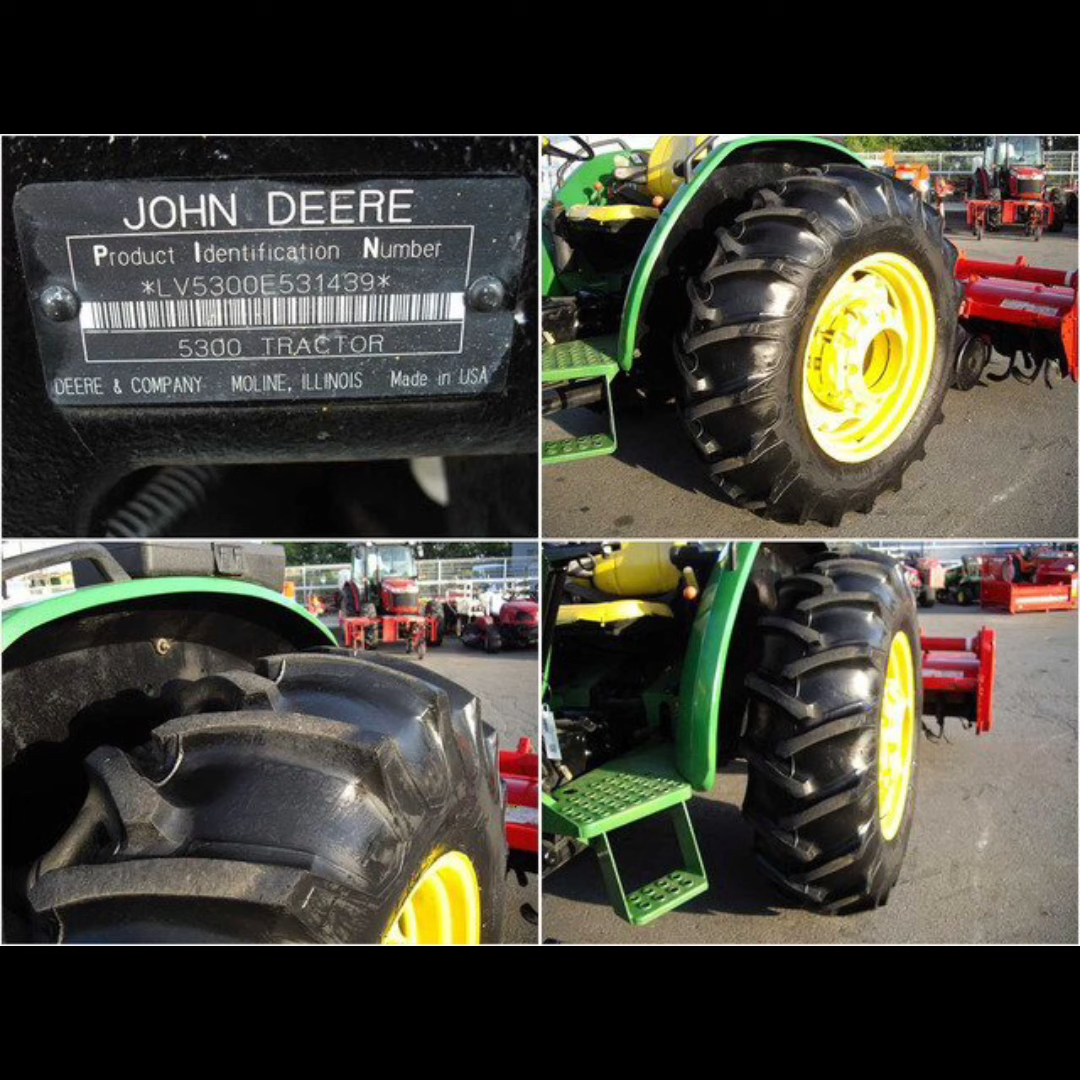 JOHN DEERE
Product Identification Number
*LV5300E531439*
5300 TRACTOR
DEERE & COMPANY MOLINE, ILLINOIS Made in USA